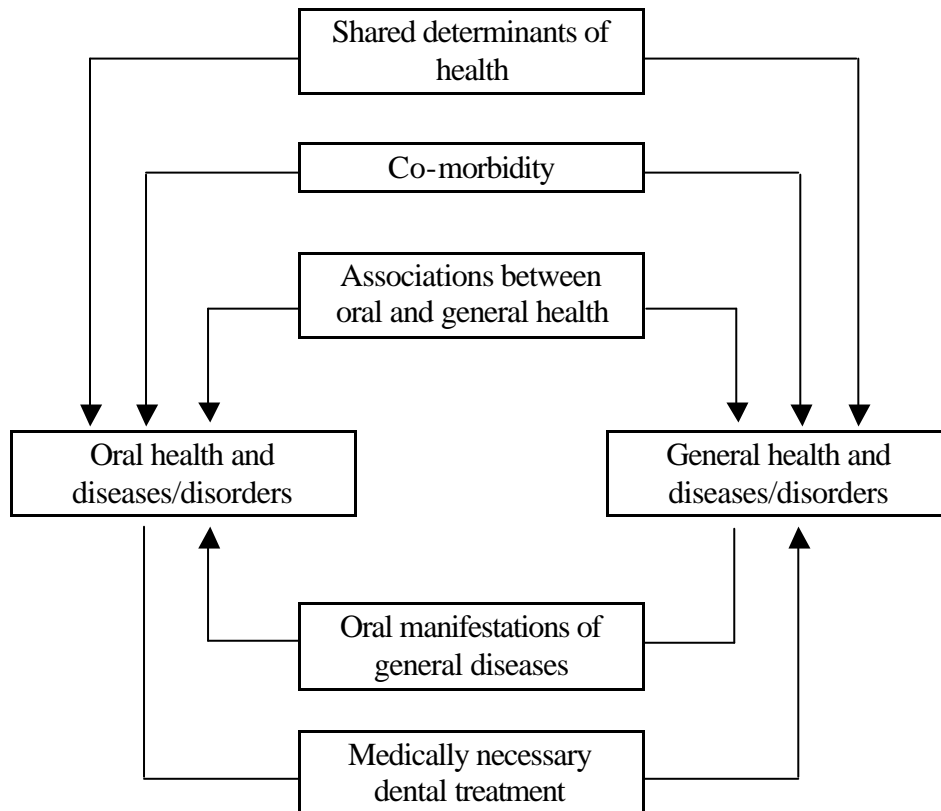 Shared determinants of
health
Co-morbidity
Associations between
oral and general health
Oral health and
diseases/disorders
General health and
diseases/disorders
Oral manifestations of
general diseases
Medically necessary
dental treatment